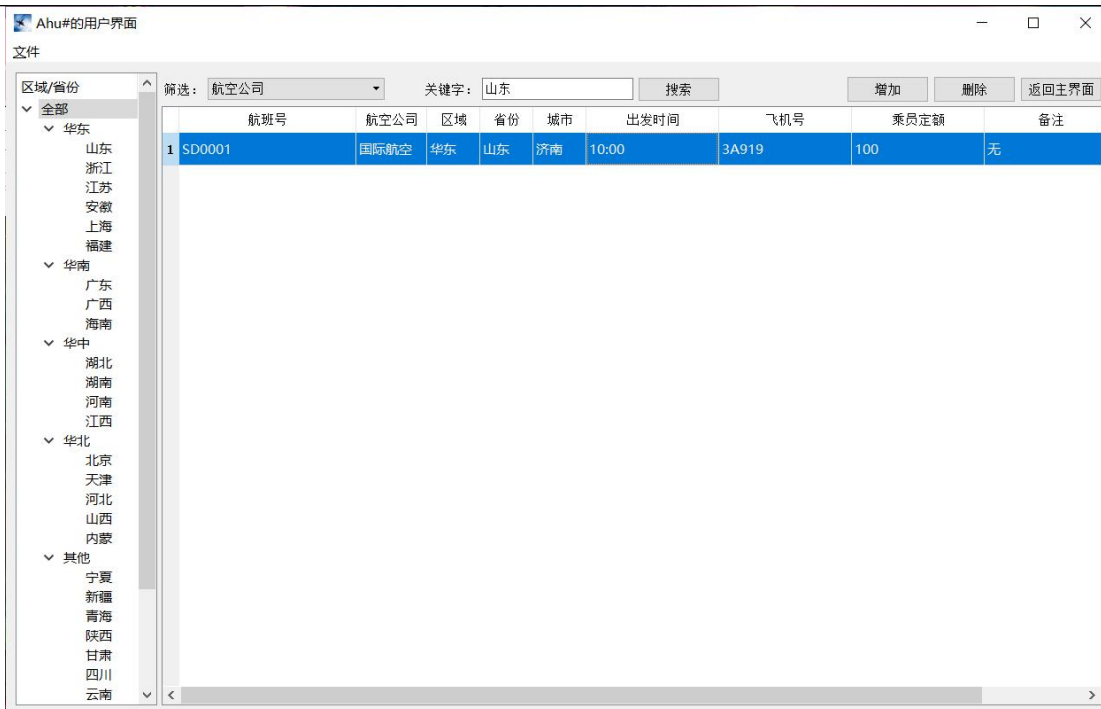 Ahu#的用户界面
文件
区域/省份
全部
华东
山东
浙江
江苏
安徽
上海
福建
华南
广东
广西
海南
华中
湖北
湖南
河南
江西
华北
北京
天津
河北
山西
内蒙
其他
宁夏
新疆
青海
陕西
甘肃
四川
云南
筛选: 航空公司 关键字: 山东 搜索 增加 删除 返回主界面
航班号 航空公司 区域 省份 城市 出发时间 飞机号 乘员定额 备注
1 SD0001 国际航空 华东 山东 济南 10:00 3A919 100 无